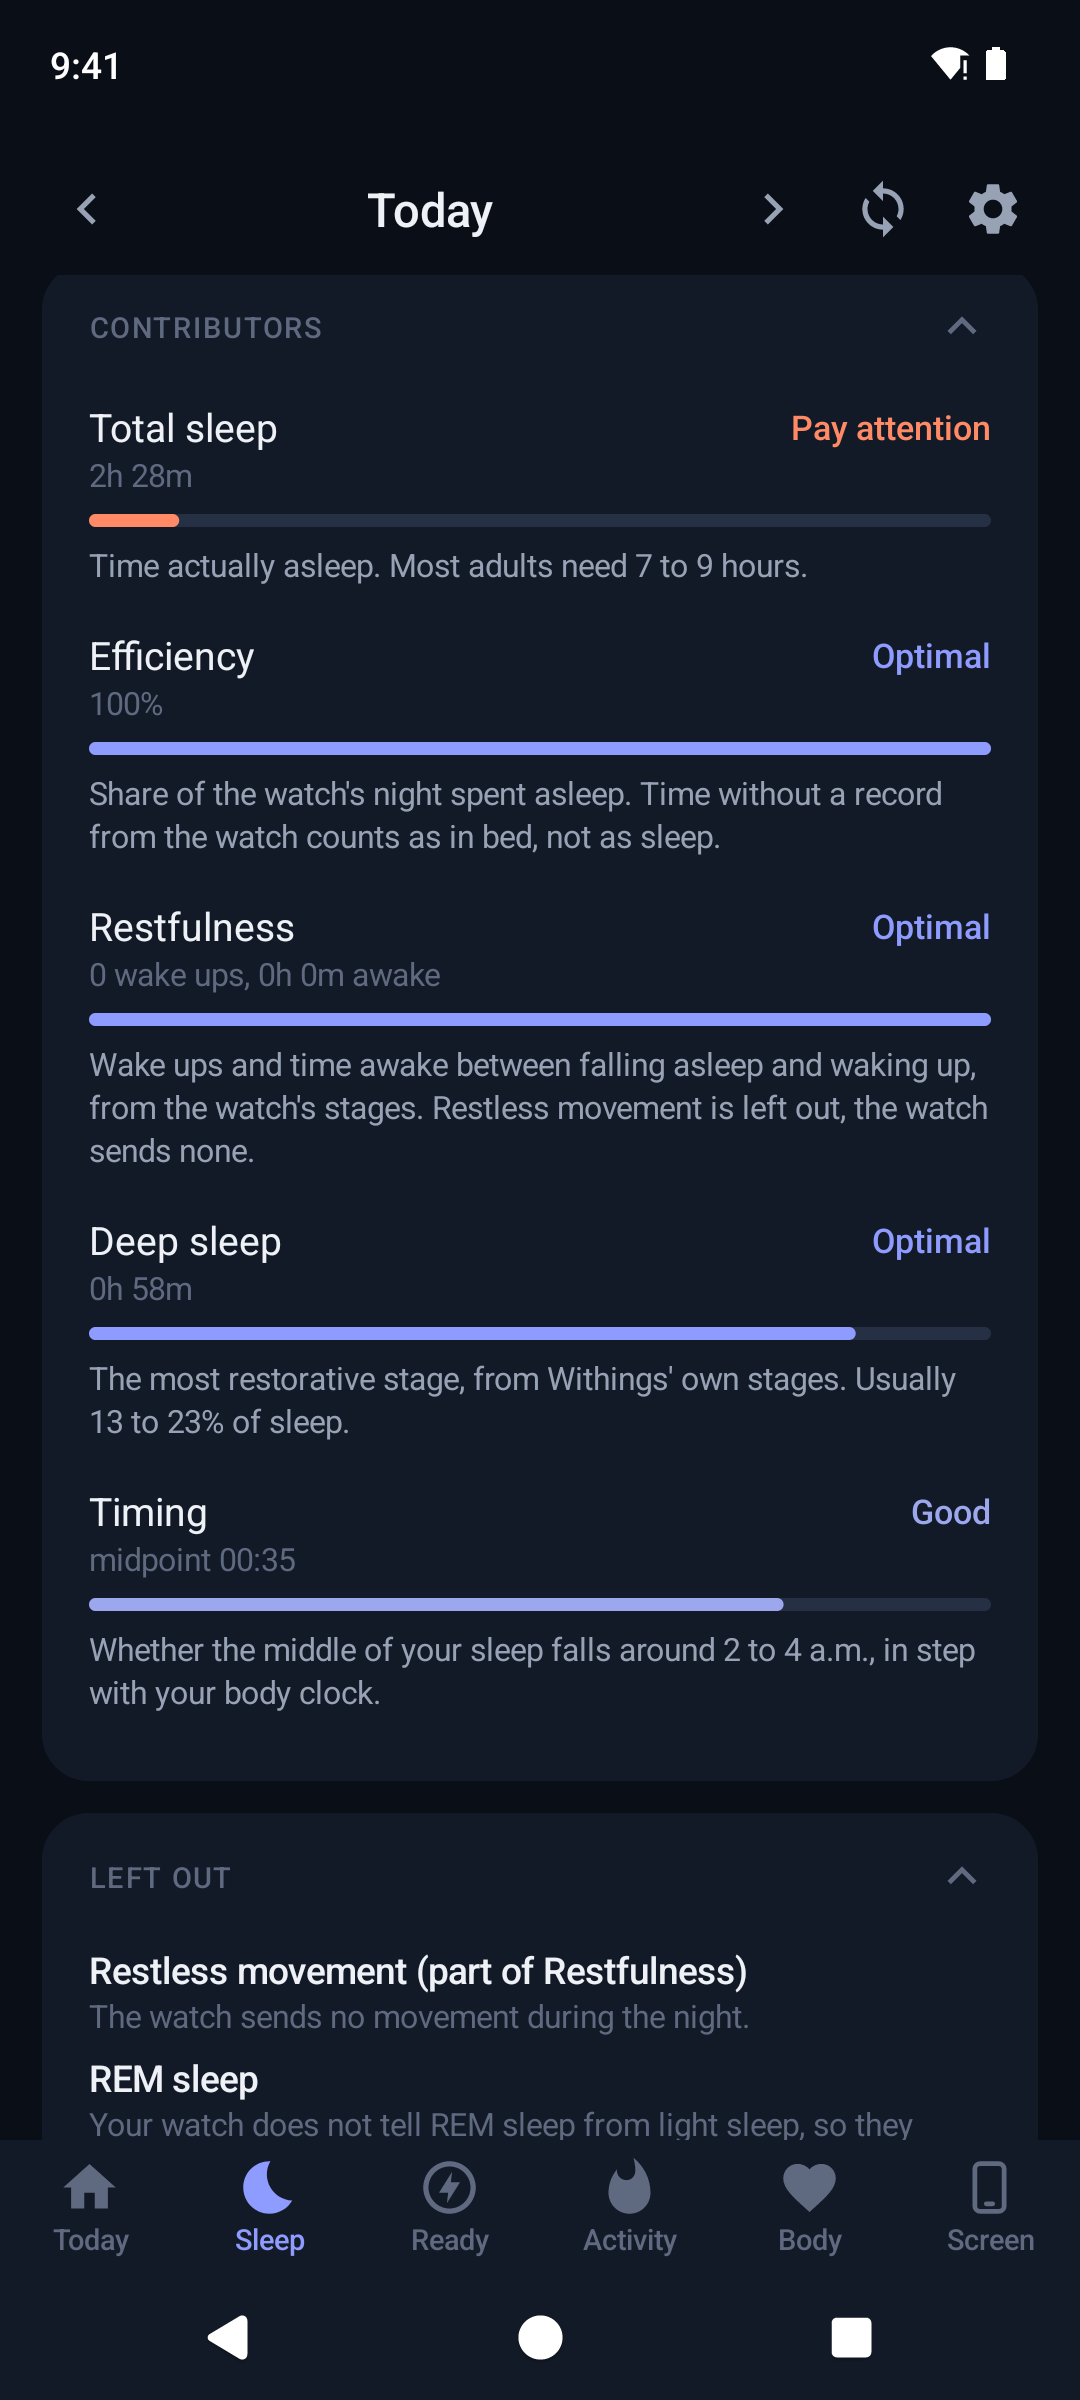 9:41
Today
CONTRIBUTORS
Total sleep
Pay attention
2h 28m
Time actually asleep. Most adults need 7 to 9 hours.
Efficiency
Optimal
100%
Share of the watch's night spent asleep. Time without a record
from the watch counts as in bed, not as sleep.
Restfulness
Optimal
0 wake ups, 0h 0m awake
Wake ups and time awake between falling asleep and waking up,
from the watch's stages. Restless movement is left out, the watch
sends none.
Deep sleep
Optimal
0h 58m
The most restorative stage, from Withings' own stages. Usually
13 to 23% of sleep.
Timing
Good
midpoint 00:35
Whether the middle of your sleep falls around 2 to 4 a.m., in step
with your body clock.
LEFT OUT
Restless movement (part of Restfulness)
The watch sends no movement during the night.
REM sleep
Your watch does not tell REM sleep from light sleep, so they
Today
Sleep
Ready
Activity
Body
Screen